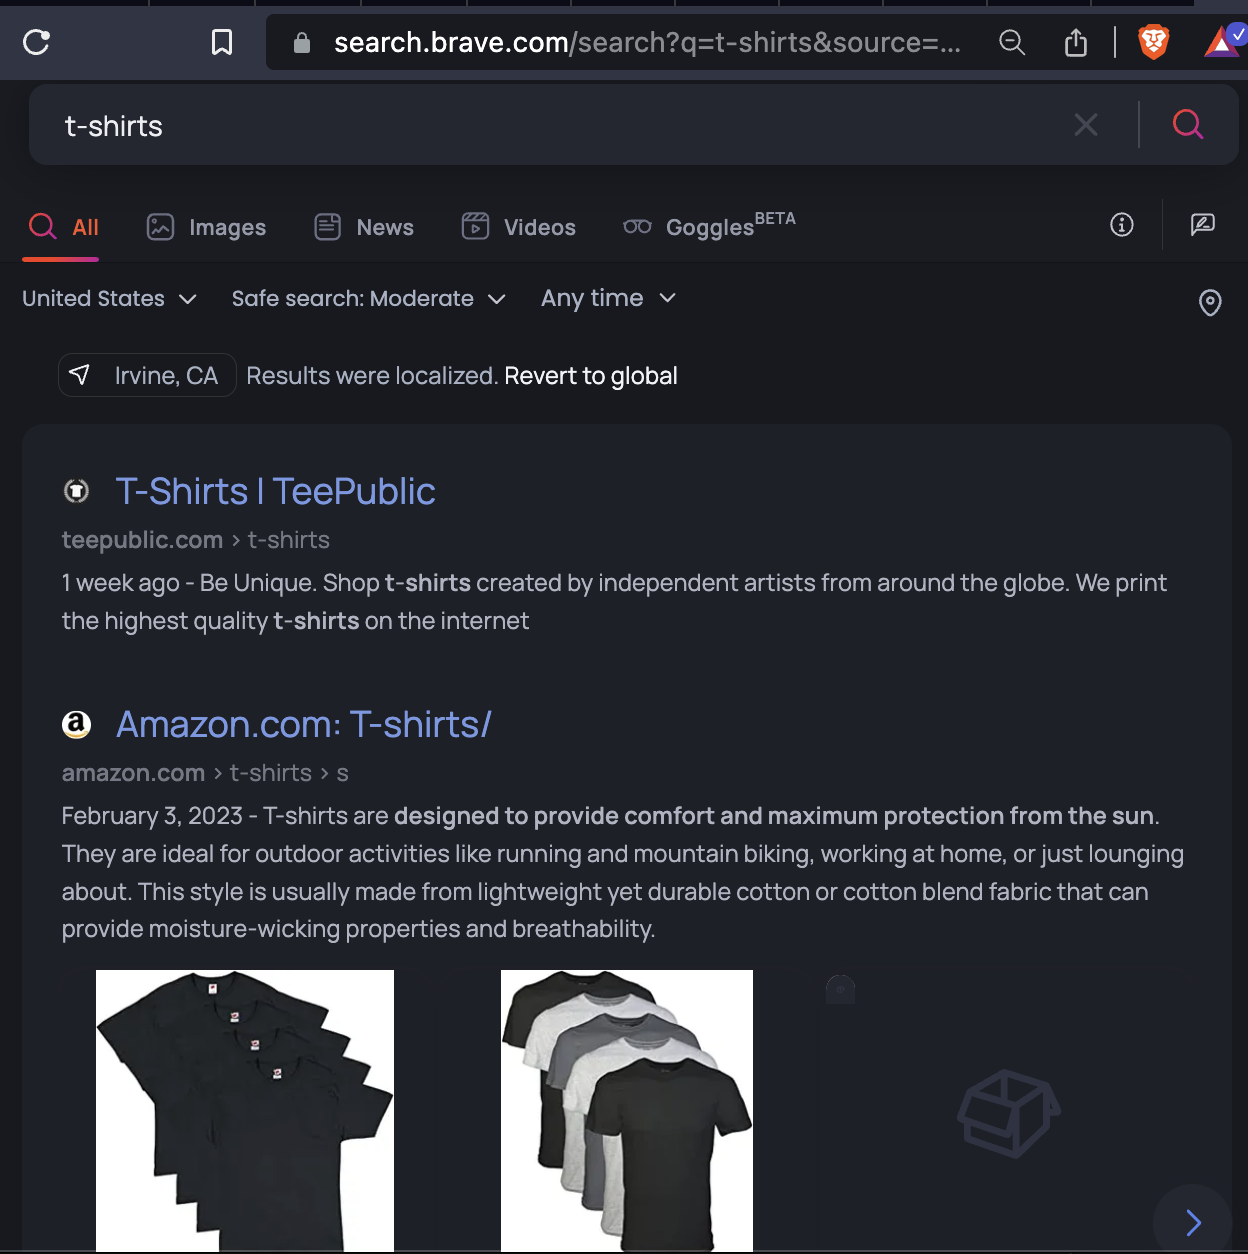 search.brave.com/search?q=t-shirts&source=...
t-shirts
All Images News Videos Goggles BETA
United States Safe search: Moderate Any time
Irvine, CA Results were localized. Revert to global
T-Shirts | TeePublic
teepublic.com › t-shirts
1 week ago - Be Unique. Shop t-shirts created by independent artists from around the globe. We print
the highest quality t-shirts on the internet
Amazon.com: T-shirts/
amazon.com › t-shirts › s
February 3, 2023 - T-shirts are designed to provide comfort and maximum protection from the sun.
They are ideal for outdoor activities like running and mountain biking, working at home, or just lounging
about. This style is usually made from lightweight yet durable cotton or cotton blend fabric that can
provide moisture-wicking properties and breathability.